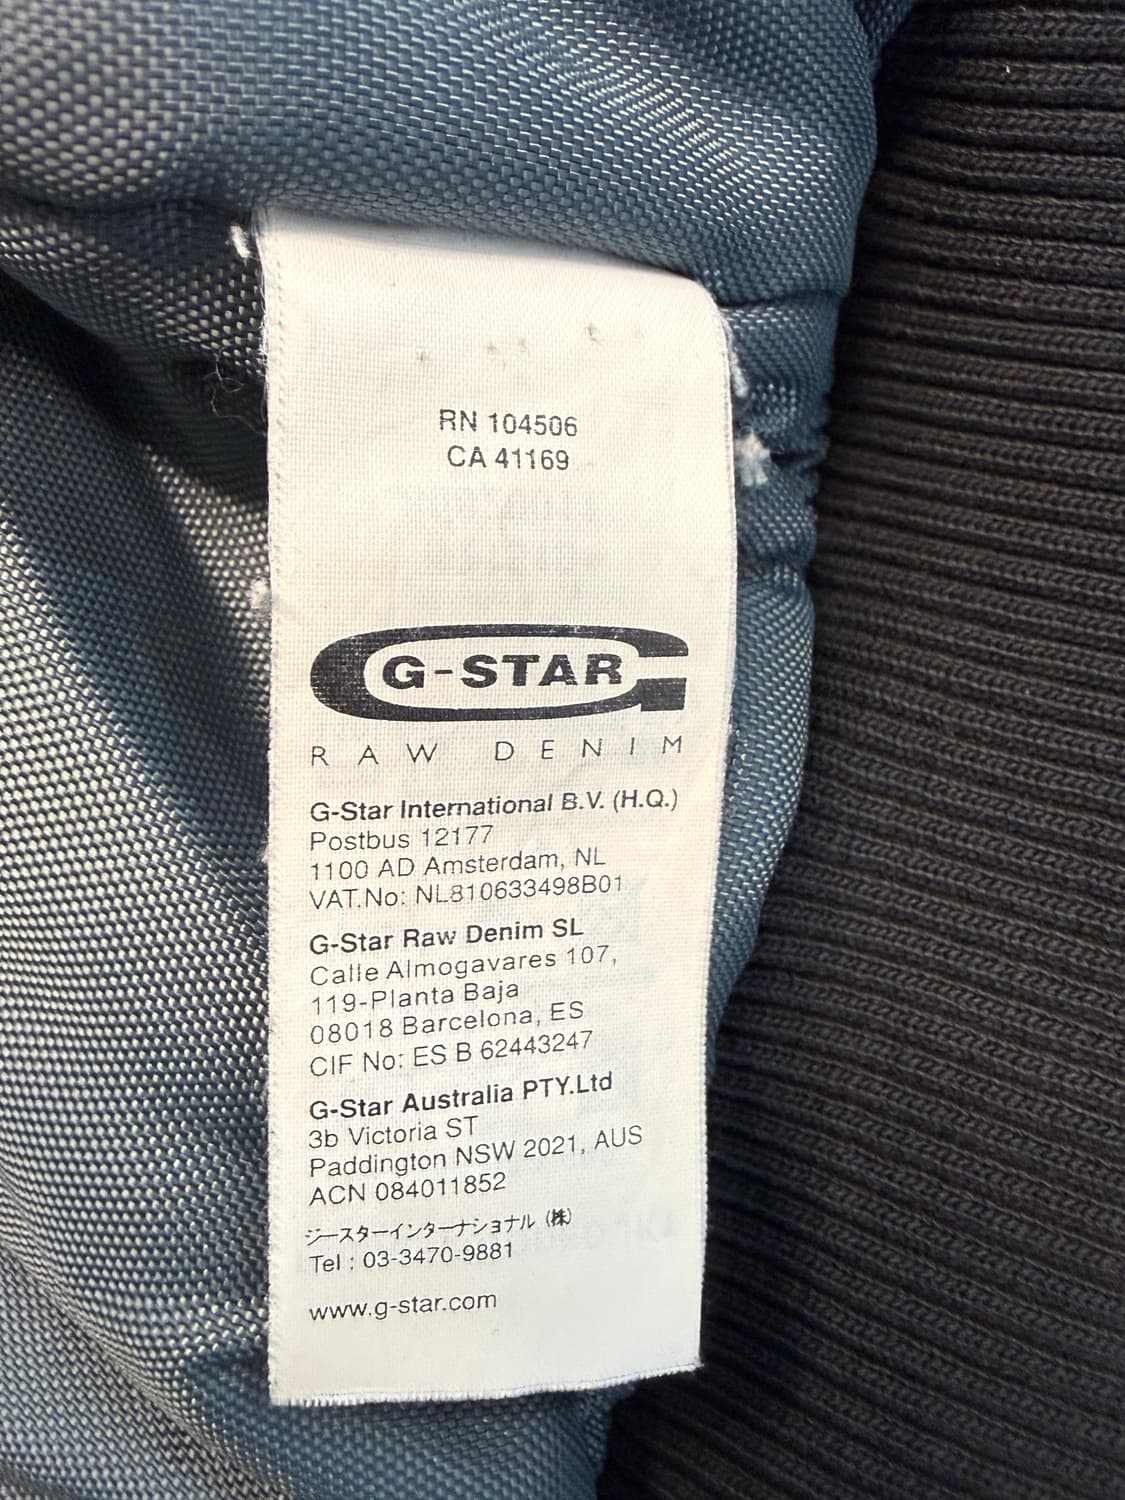 RN 104506
CA 41169
G-STAR
RAW DENIM
G-Star International B.V. (H.Q.)
Postbus 12177
1100 AD Amsterdam, NL
VAT.No: NL810633498B01
G-Star Raw Denim SL
Calle Almogavares 107,
119-Planta Baja
08018 Barcelona, ES
CIF No: ES B 62443247
G-Star Australia PTY.Ltd
3b Victoria ST
Paddington NSW 2021, AUS
ACN 084011852
ジースターインターナショナル（株）
Tel : 03-3470-9881
www.g-star.com